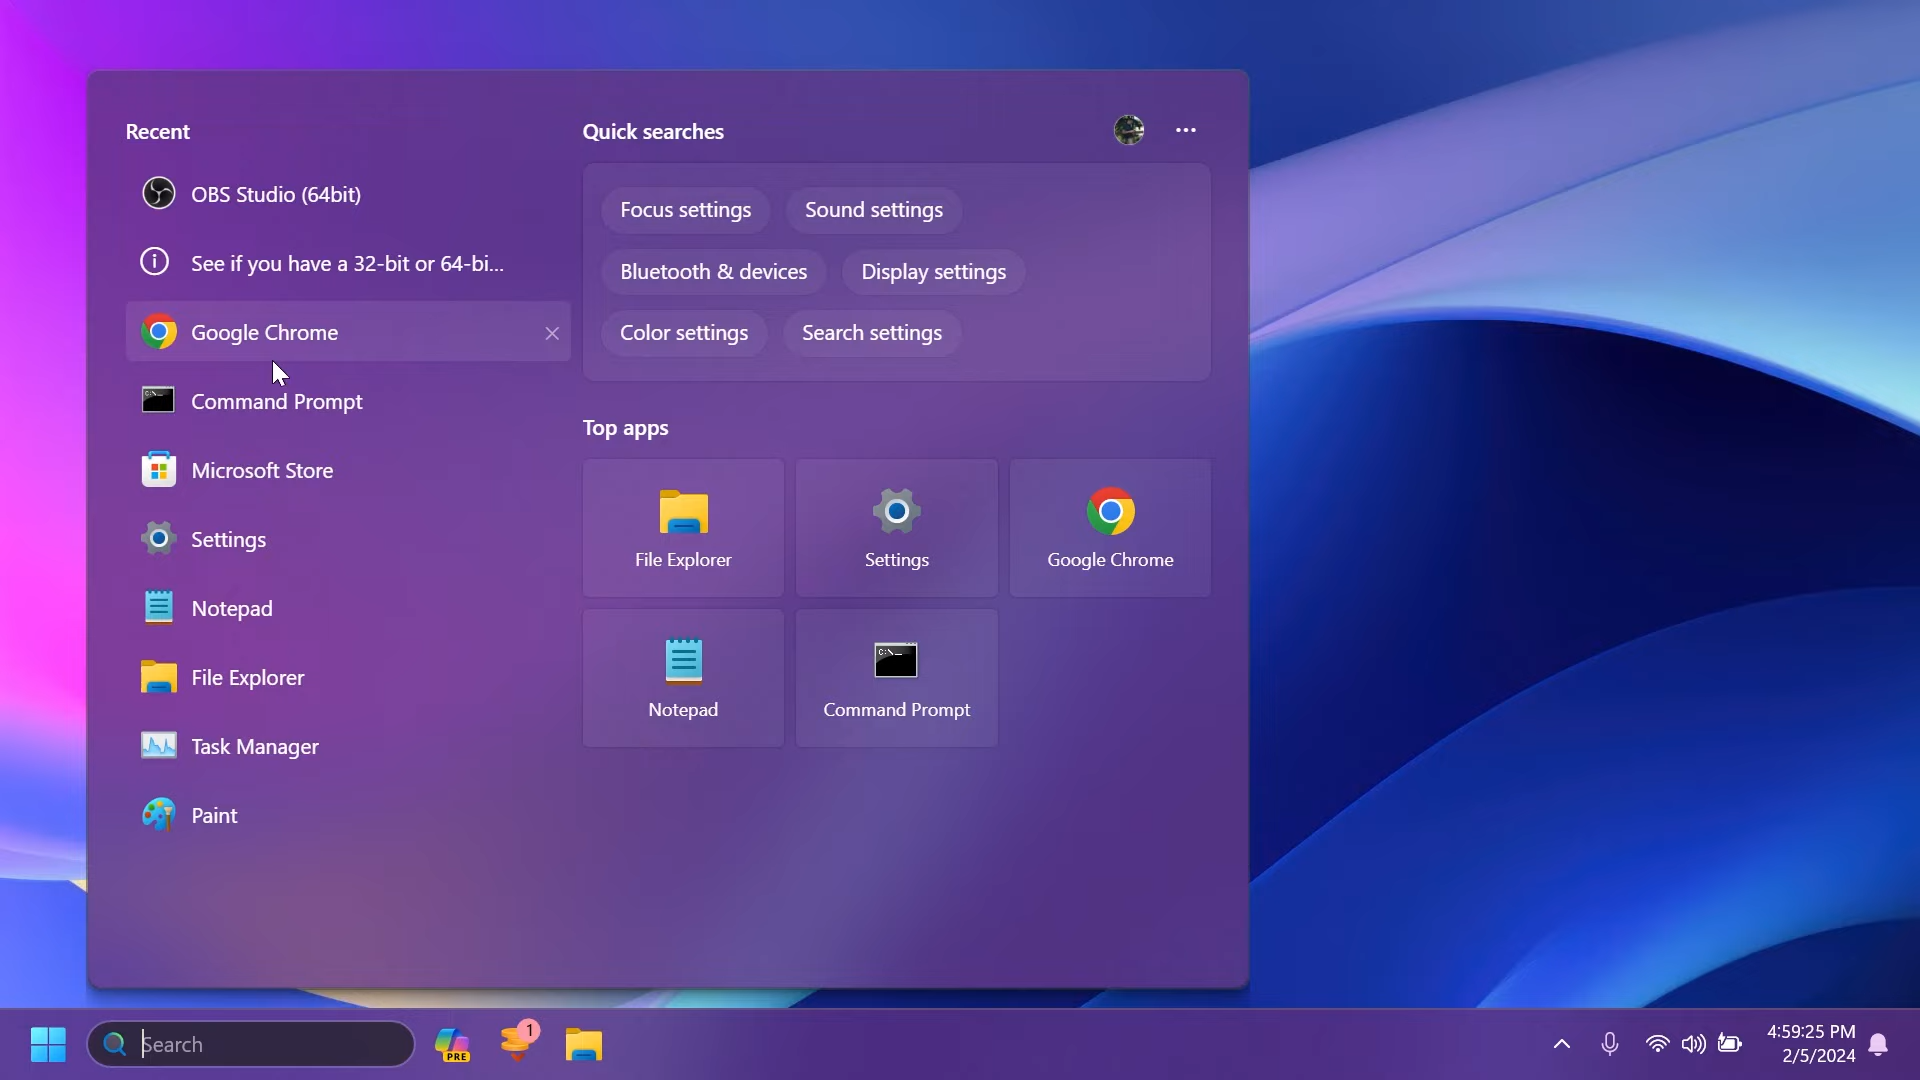 Recent
OBS Studio (64bit)
See if you have a 32-bit or 64-bi...
Google Chrome
Command Prompt
Microsoft Store
Settings
Notepad
File Explorer
Task Manager
Paint
Quick searches
Focus settings
Sound settings
Bluetooth & devices
Display settings
Color settings
Search settings
Top apps
File Explorer
Settings
Google Chrome
Notepad
Command Prompt
Search
PRE
1
4:59:25 PM
2/5/2024